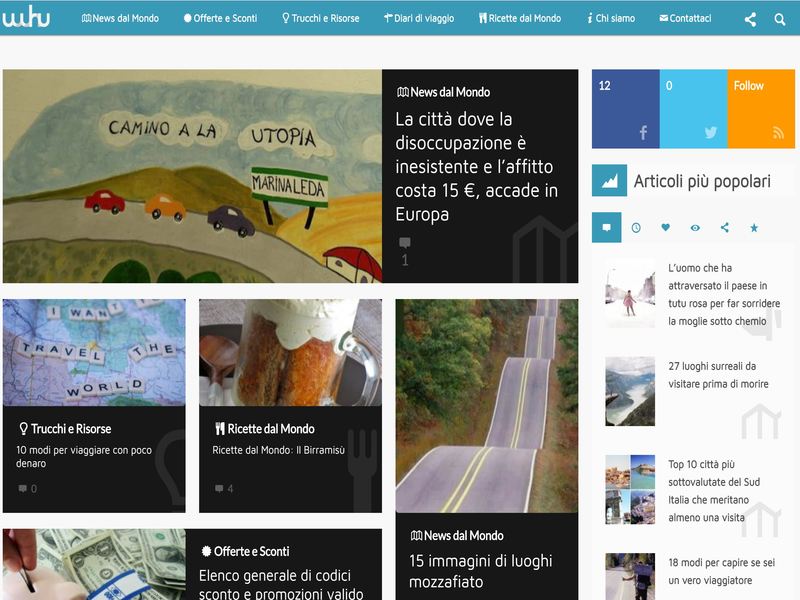 whv
News dal Mondo
Offerte e Sconti
Trucchi e Risorse
Diari di viaggio
Ricette dal Mondo
Chi siamo
Contattaci
CAMINO A LA UTOPIA
MARINALEDA
News dal Mondo
La città dove la
disoccupazione è
inesistente e l'affitto
costa 15 €, accade in
Europa
1
12
0
Follow
Articoli più popolari
L'uomo che ha
attraversato il paese in
tutu rosa per far sorridere
la moglie sotto chemio
27 luoghi surreali da
visitare prima di morire
Top 10 città più
sottovalutate del Sud
Italia che meritano
almeno una visita
18 modi per capire se sei
un vero viaggiatore
I WANT
TRAVEL THE
WORLD
Trucchi e Risorse
10 modi per viaggiare con poco
denaro
0
Ricette dal Mondo
Ricette dal Mondo: Il Birramisù
4
News dal Mondo
15 immagini di luoghi
mozzafiato
Offerte e Sconti
Elenco generale di codici
sconto e promozioni valido